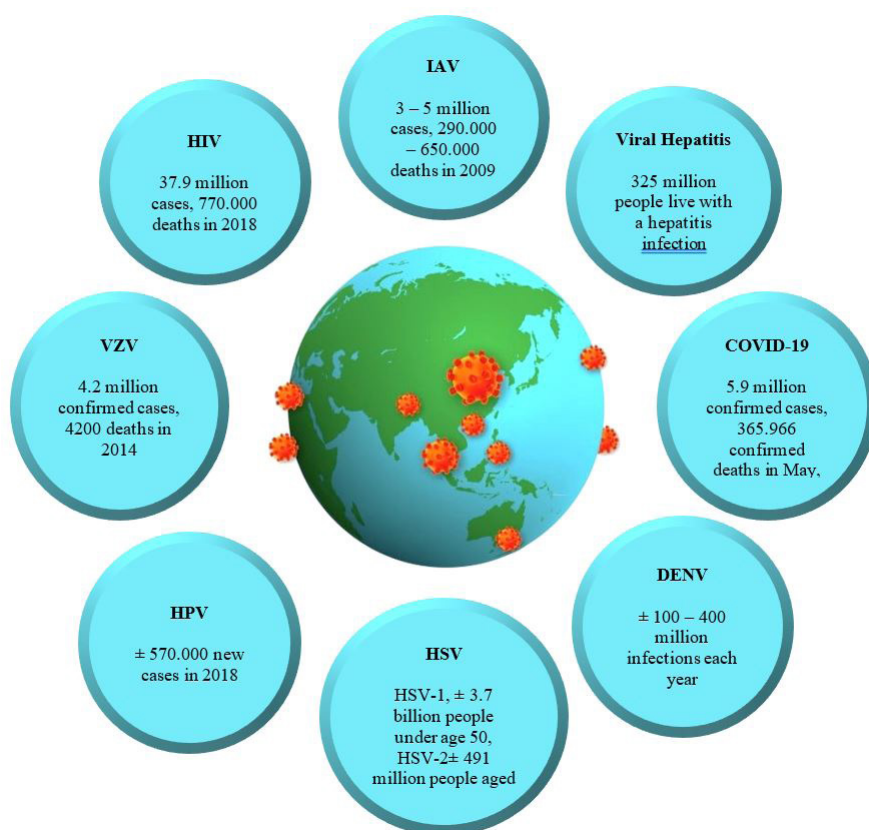 IAV
3 – 5 million
cases, 290.000
– 650.000
deaths in 2009
Viral Hepatitis
325 million
people live with
a hepatitis
infection
COVID-19
5.9 million
confirmed cases,
365.966
confirmed
deaths in May,
DENV
± 100 – 400
million
infections each
year
HSV
HSV-1, ± 3.7
billion people
under age 50,
HSV-2± 491
million people aged
HPV
± 570.000 new
cases in 2018
VZV
4.2 million
confirmed cases,
4200 deaths in
2014
HIV
37.9 million
cases, 770.000
deaths in 2018